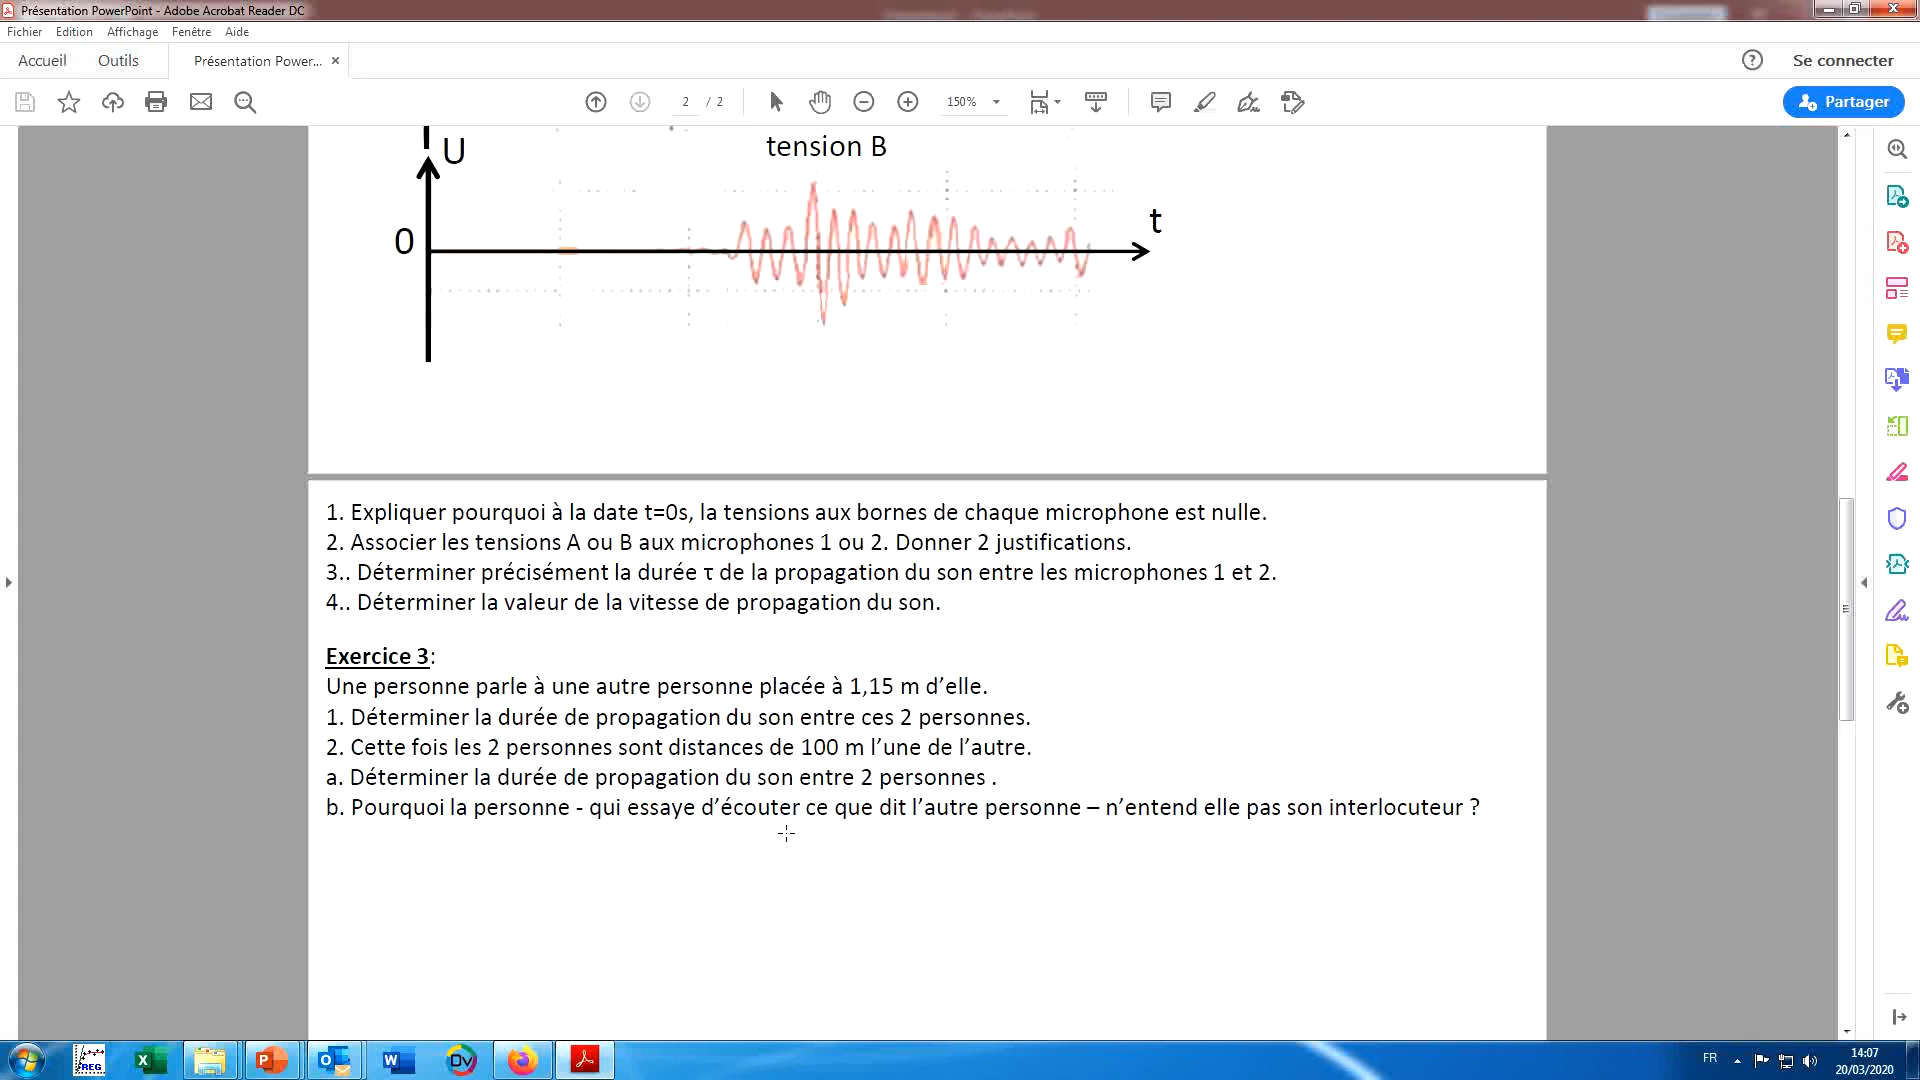 Présentation PowerPoint - Adobe Acrobat Reader DC
Fichier Edition Affichage Fenêtre Aide
Accueil Outils Présentation Power... × Se connecter
2 / 2 150% Partager
U tension B
t
0
1. Expliquer pourquoi à la date t=0s, la tensions aux bornes de chaque microphone est nulle.
2. Associer les tensions A ou B aux microphones 1 ou 2. Donner 2 justifications.
3.. Déterminer précisément la durée τ de la propagation du son entre les microphones 1 et 2.
4.. Déterminer la valeur de la vitesse de propagation du son.
Exercice 3:
Une personne parle à une autre personne placée à 1,15 m d’elle.
1. Déterminer la durée de propagation du son entre ces 2 personnes.
2. Cette fois les 2 personnes sont distances de 100 m l’une de l’autre.
a. Déterminer la durée de propagation du son entre 2 personnes .
b. Pourquoi la personne - qui essaye d’écouter ce que dit l’autre personne – n’entend elle pas son interlocuteur ?
REG Dv FR 14:07
20/03/2020